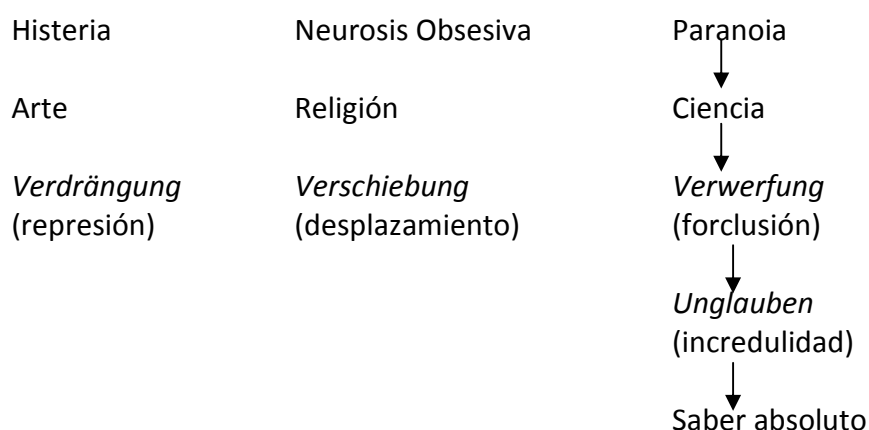 Histeria Neurosis Obsesiva Paranoia
Arte Religión Ciencia
Verdrängung Verschiebung Verwerfung
(represión) (desplazamiento) (forclusión)
Unglauben
(incredulidad)
Saber absoluto